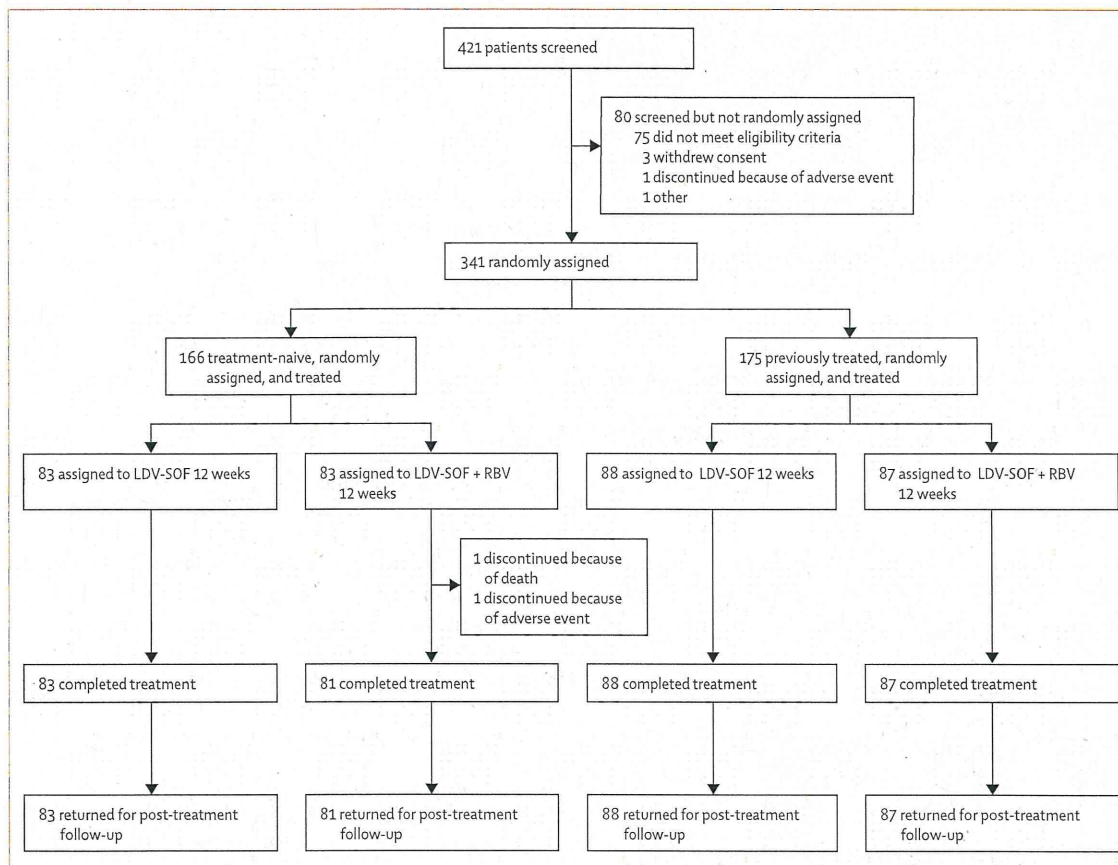 421 patients screened
80 screened but not randomly assigned
75 did not meet eligibility criteria
3 withdrew consent
1 discontinued because of adverse event
1 other
341 randomly assigned
166 treatment-naive, randomly
assigned, and treated
175 previously treated, randomly
assigned, and treated
83 assigned to LDV-SOF 12 weeks
83 assigned to LDV-SOF + RBV
12 weeks
88 assigned to LDV-SOF 12 weeks
87 assigned to LDV-SOF + RBV
12 weeks
1 discontinued because
of death
1 discontinued because
of adverse event
83 completed treatment
81 completed treatment
88 completed treatment
87 completed treatment
83 returned for post-treatment
follow-up
81 returned for post-treatment
follow-up
88 returned for post-treatment
follow-up
87 returned for post-treatment
follow-up